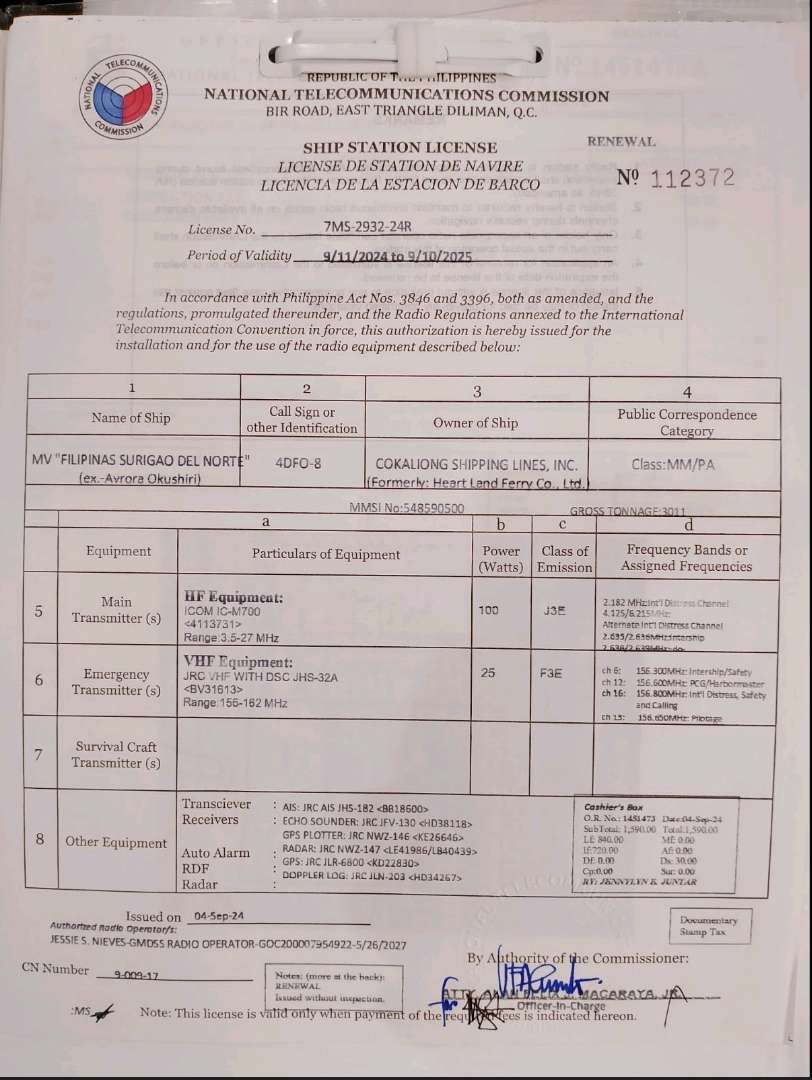 NATIONAL TELECOMMUNICATIONS COMMISSION
REPUBLIC OF T ILIPPINES
NATIONAL TELECOMMUNICATIONS COMMISSION
BIR ROAD, EAST TRIANGLE DILIMAN, Q.C.
SHIP STATION LICENSE
LICENSE DE STATION DE NAVIRE
LICENCIA DE LA ESTACION DE BARCO
RENEWAL
Nº 112372
License No. 7MS-2932-24R
Period of Validity 9/11/2024 to 9/10/2025
In accordance with Philippine Act Nos. 3846 and 3396, both as amended, and the
regulations, promulgated thereunder, and the Radio Regulations annexed to the International
Telecommunication Convention in force, this authorization is hereby issued for the
installation and for the use of the radio equipment described below:
1 2 3 4
Name of Ship
Call Sign or
other Identification
Owner of Ship
Public Correspondence
Category
MV "FILIPINAS SURIGAO DEL NORTE"
(ex.-Avrora Okushiri)
4DFO-8
COKALIONG SHIPPING LINES, INC.
(Formerly: Heart Land Ferry Co., Ltd.)
Class:MM/PA
MMSI No:548590500
GROSS TONNAGE:3011
a b c d
Equipment
Particulars of Equipment
Power
(Watts)
Class of
Emission
Frequency Bands or
Assigned Frequencies
5
Main
Transmitter (s)
HF Equipment:
ICOM IC-M700
<4113731>
Range:3.5-27 MHz
100
J3E
2.182 MHz:Int'l Distress Channel
4.125/6.215MHz:
Alternate Int'l Distress Channel
2.635/2.636MHz:Intership
2.638/2.639MHz:-do-
6
Emergency
Transmitter (s)
VHF Equipment:
JRC VHF WITH DSC JHS-32A
<BV31613>
Range:156-162 MHz
25
F3E
ch 6: 156.300MHz: Intership/Safety
ch 12: 156.600MHz: PCG/Harbormaster
ch 16: 156.800MHz: Int'l Distress, Safety
and Calling
ch 13: 156.650MHz: Pilotage
7
Survival Craft
Transmitter (s)
8
Other Equipment
Transciever : AIS: JRC AIS JHS-182 <BB18600>
Receivers : ECHO SOUNDER: JRC JFV-130 <HD38118>
GPS PLOTTER: JRC NWZ-146 <KE26646>
Auto Alarm : RADAR: JRC NWZ-147 <LE41986/LB40439>
RDF : GPS: JRC JLR-6800 <KD22830>
Radar : DOPPLER LOG: JRC JLN-203 <HD34267>
Cashier's Box
O.R. No.: 1451473 Date:04-Sep-24
SubTotal: 1,590.00 Total:1,590.00
LF: 840.00 MF: 0.00
IF:720.00 AF: 0.00
DF: 0.00 Ds: 30.00
Cp:0.00 Sur: 0.00
BY: JENNYLYN E. JUNTAR
Issued on 04-Sep-24
Authorized Radio Operator/s:
JESSIE S. NIEVES-GMDSS RADIO OPERATOR-GOC200007954922-5/26/2027
Documentary
Stamp Tax
By Authority of the Commissioner:
CN Number 9-009-17
Notes: (more at the back):
RENEWAL
Issued without inspection.
for
ATTY. ALAN FELIX J. MACARAYA, JR.
Officer-In-Charge
:MS
Note: This license is valid only when payment of the required fees is indicated hereon.